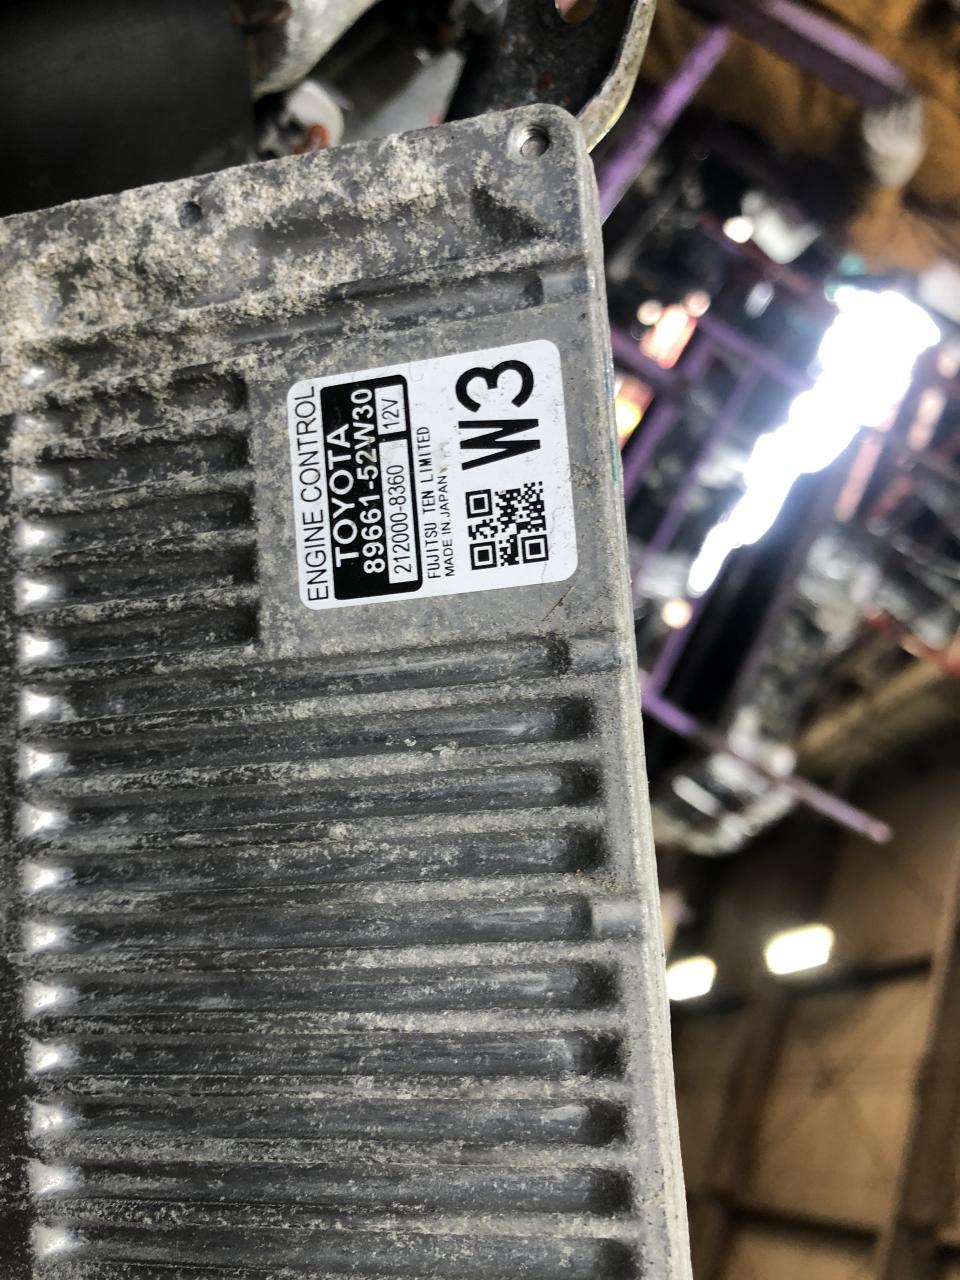 ENGINE CONTROL
TOYOTA
89661-52W30
212000-8360 12V
FUJITSU TEN LIMITED
MADE IN JAPAN
W3